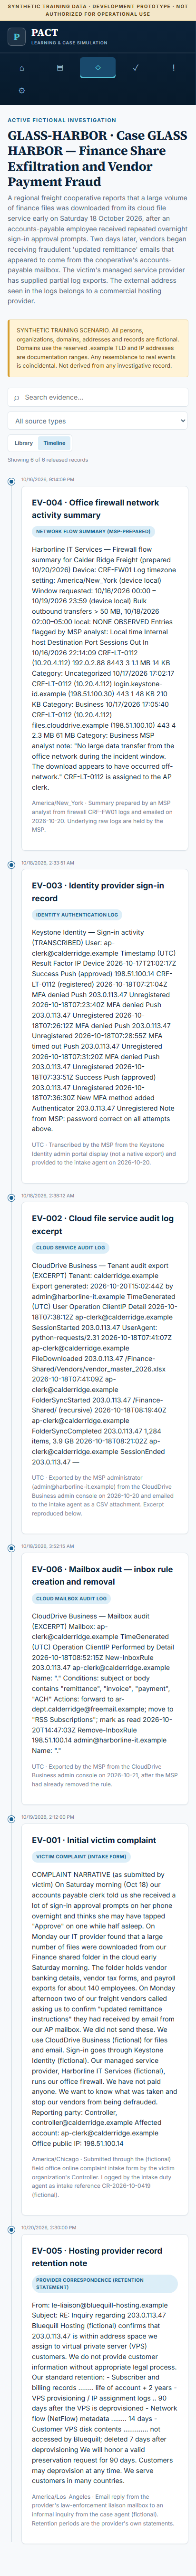 SYNTHETIC TRAINING DATA · DEVELOPMENT PROTOTYPE · NOT
AUTHORIZED FOR OPERATIONAL USE
P
PACT
LEARNING & CASE SIMULATION
ACTIVE FICTIONAL INVESTIGATION
GLASS-HARBOR · Case GLASS
HARBOR — Finance Share
Exfiltration and Vendor
Payment Fraud
A regional freight cooperative reports that a large volume
of finance files was downloaded from its cloud file
service early on Saturday 18 October 2026, after an
accounts-payable employee received repeated overnight
sign-in approval prompts. Two days later, vendors began
receiving fraudulent 'updated remittance' emails that
appeared to come from the cooperative's accounts-
payable mailbox. The victim's managed service provider
has supplied partial log exports. The external address
seen in the logs belongs to a commercial hosting
provider.
SYNTHETIC TRAINING SCENARIO. All persons,
organizations, domains, addresses and records are fictional.
Domains use the reserved .example TLD and IP addresses
are documentation ranges. Any resemblance to real events
is coincidental. Not derived from any investigative record.
Search evidence...
All source types
Library
Timeline
Showing 6 of 6 released records
10/16/2026, 9:14:09 PM
EV-004 · Office firewall network
activity summary
NETWORK FLOW SUMMARY (MSP-PREPARED)
Harborline IT Services — Firewall flow
summary for Calder Ridge Freight (prepared
10/20/2026) Device: CRF-FW01 Log timezone
setting: America/New_York (device local)
Window requested: 10/16/2026 00:00 –
10/19/2026 23:59 (device local) Bulk
outbound transfers > 50 MB, 10/18/2026
02:00–05:00 local: NONE OBSERVED Entries
flagged by MSP analyst: Local time Internal
host Destination Port Sessions Out In
10/16/2026 22:14:09 CRF-LT-0112
(10.20.4.112) 192.0.2.88 8443 3 1.1 MB 14 KB
Category: Uncategorized 10/17/2026 17:02:17
CRF-LT-0112 (10.20.4.112) login.keystone-
id.example (198.51.100.30) 443 1 48 KB 210
KB Category: Business 10/17/2026 17:05:40
CRF-LT-0112 (10.20.4.112)
files.clouddrive.example (198.51.100.10) 443 4
2.3 MB 61 MB Category: Business MSP
analyst note: "No large data transfer from the
office network during the incident window.
The download appears to have occurred off-
network." CRF-LT-0112 is assigned to the AP
clerk.
America/New_York · Summary prepared by an MSP
analyst from firewall CRF-FW01 logs and emailed on
2026-10-20. Underlying raw logs are held by the
MSP.
10/18/2026, 2:33:51 AM
EV-003 · Identity provider sign-in
record
IDENTITY AUTHENTICATION LOG
Keystone Identity — Sign-in activity
(TRANSCRIBED) User: ap-
clerk@calderridge.example Timestamp (UTC)
Result Factor IP Device 2026-10-17T21:02:17Z
Success Push (approved) 198.51.100.14 CRF-
LT-0112 (registered) 2026-10-18T07:21:04Z
MFA denied Push 203.0.113.47 Unregistered
2026-10-18T07:23:40Z MFA denied Push
203.0.113.47 Unregistered 2026-10-
18T07:26:12Z MFA denied Push 203.0.113.47
Unregistered 2026-10-18T07:28:55Z MFA
timed out Push 203.0.113.47 Unregistered
2026-10-18T07:31:20Z MFA denied Push
203.0.113.47 Unregistered 2026-10-
18T07:33:51Z Success Push (approved)
203.0.113.47 Unregistered 2026-10-
18T07:36:30Z New MFA method added
Authenticator 203.0.113.47 Unregistered Note
from MSP: password correct on all attempts
above.
UTC · Transcribed by the MSP from the Keystone
Identity admin portal display (not a native export) and
provided to the intake agent on 2026-10-20.
10/18/2026, 2:38:12 AM
EV-002 · Cloud file service audit log
excerpt
CLOUD SERVICE AUDIT LOG
CloudDrive Business — Tenant audit export
(EXCERPT) Tenant: calderridge.example
Export generated: 2026-10-20T15:02:44Z by
admin@harborline-it.example TimeGenerated
(UTC) User Operation ClientIP Detail 2026-10-
18T07:38:12Z ap-clerk@calderridge.example
SessionStarted 203.0.113.47 UserAgent:
python-requests/2.31 2026-10-18T07:41:07Z
ap-clerk@calderridge.example
FileDownloaded 203.0.113.47 /Finance-
Shared/Vendors/vendor_master_2026.xlsx
2026-10-18T07:41:09Z ap-
clerk@calderridge.example
FolderSyncStarted 203.0.113.47 /Finance-
Shared/ (recursive) 2026-10-18T08:19:40Z
ap-clerk@calderridge.example
FolderSyncCompleted 203.0.113.47 1,284
items, 3.9 GB 2026-10-18T08:21:02Z ap-
clerk@calderridge.example SessionEnded
203.0.113.47 —
UTC · Exported by the MSP administrator
(admin@harborline-it.example) from the CloudDrive
Business admin console on 2026-10-20 and emailed
to the intake agent as a CSV attachment. Excerpt
reproduced below.
10/18/2026, 3:52:15 AM
EV-006 · Mailbox audit — inbox rule
creation and removal
CLOUD MAILBOX AUDIT LOG
CloudDrive Business — Mailbox audit
(EXCERPT) Mailbox: ap-
clerk@calderridge.example TimeGenerated
(UTC) Operation ClientIP Performed by Detail
2026-10-18T08:52:15Z New-InboxRule
203.0.113.47 ap-clerk@calderridge.example
Name: "." Conditions: subject or body
contains "remittance", "invoice", "payment",
"ACH" Actions: forward to ar-
dept.calderridge@freemail.example; move to
"RSS Subscriptions"; mark as read 2026-10-
20T14:47:03Z Remove-InboxRule
198.51.100.14 admin@harborline-it.example
Name: "."
UTC · Exported by the MSP from the CloudDrive
Business admin console on 2026-10-21, after the MSP
had already removed the rule.
10/19/2026, 2:12:00 PM
EV-001 · Initial victim complaint
VICTIM COMPLAINT (INTAKE FORM)
COMPLAINT NARRATIVE (as submitted by
victim) On Saturday morning (Oct 18) our
accounts payable clerk told us she received a
lot of sign-in approval prompts on her phone
overnight and thinks she may have tapped
"Approve" on one while half asleep. On
Monday our IT provider found that a large
number of files were downloaded from our
Finance shared folder in the cloud early
Saturday morning. The folder holds vendor
banking details, vendor tax forms, and payroll
exports for about 140 employees. On Monday
afternoon two of our freight vendors called
asking us to confirm "updated remittance
instructions" they had received by email from
our AP mailbox. We did not send these. We
use CloudDrive Business (fictional) for files
and email. Sign-in goes through Keystone
Identity (fictional). Our managed service
provider, Harborline IT Services (fictional),
runs our office firewall. We have not paid
anyone. We want to know what was taken and
stop our vendors from being defrauded.
Reporting party: Controller,
controller@calderridge.example Affected
account: ap-clerk@calderridge.example
Office public IP: 198.51.100.14
America/Chicago · Submitted through the (fictional)
field office online complaint intake form by the victim
organization's Controller. Logged by the intake duty
agent as intake reference CR-2026-10-0419
(fictional).
10/20/2026, 2:30:00 PM
EV-005 · Hosting provider record
retention note
PROVIDER CORRESPONDENCE (RETENTION
STATEMENT)
From: le-liaison@bluequill-hosting.example
Subject: RE: Inquiry regarding 203.0.113.47
Bluequill Hosting (fictional) confirms that
203.0.113.47 is within address space we
assign to virtual private server (VPS)
customers. We do not provide customer
information without appropriate legal process.
Our standard retention: - Subscriber and
billing records ........ life of account + 2 years -
VPS provisioning / IP assignment logs .. 90
days after the VPS is deprovisioned - Network
flow (NetFlow) metadata ........ 14 days -
Customer VPS disk contents .............. not
accessed by Bluequill; deleted 7 days after
deprovisioning We will honor a valid
preservation request for 90 days. Customers
may deprovision at any time. We serve
customers in many countries.
America/Los_Angeles · Email reply from the
provider's law-enforcement liaison mailbox to an
informal inquiry from the case agent (fictional).
Retention periods are the provider's own statements.